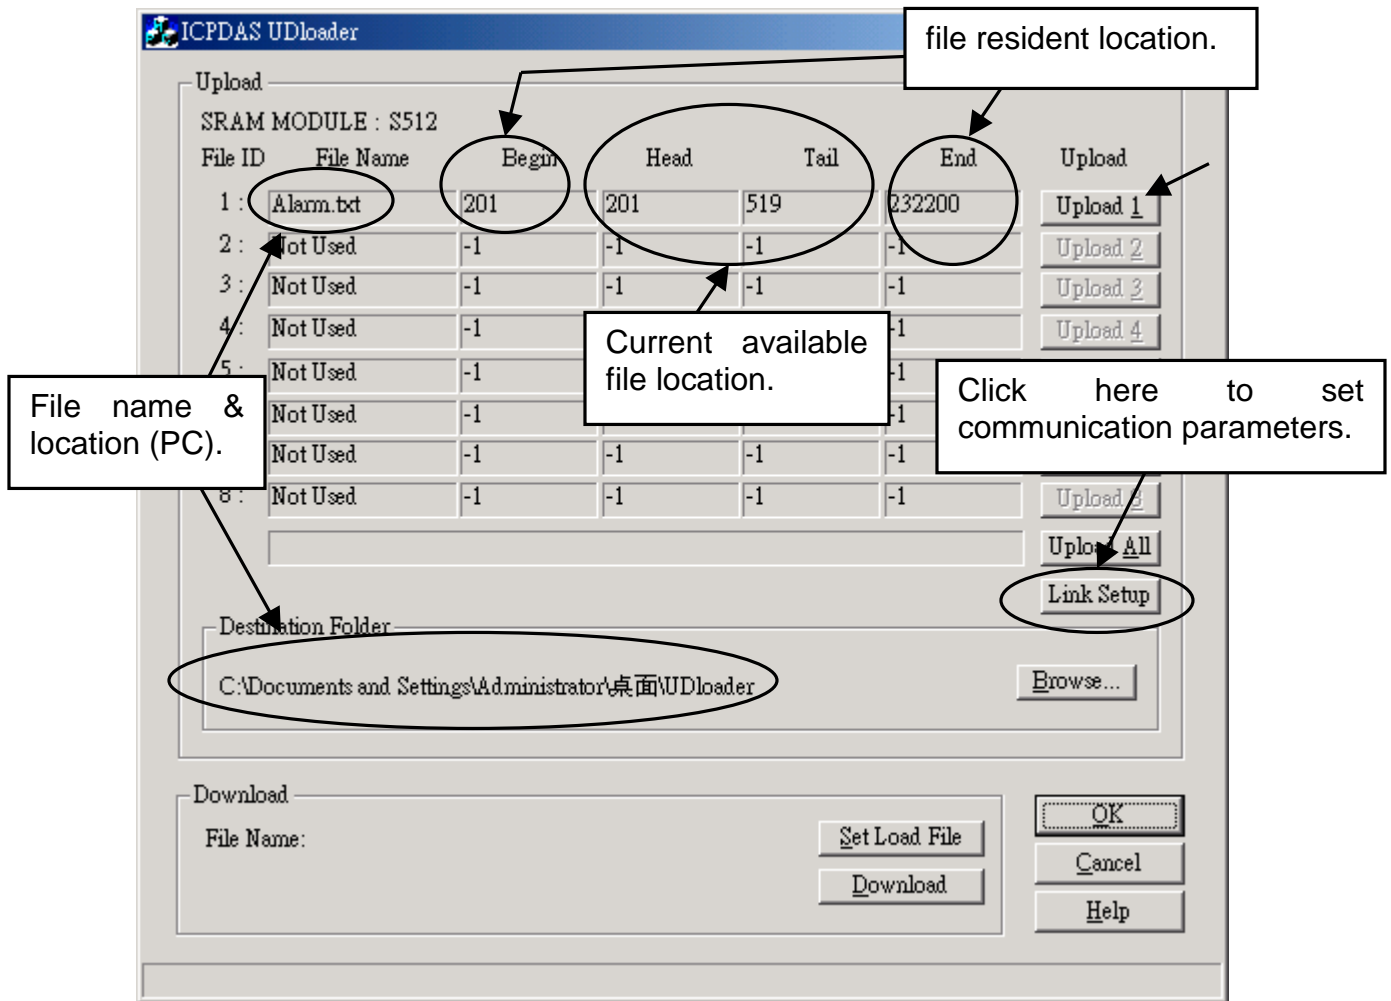 ICPDAS UDloader
file resident location.
Upload
SRAM MODULE : S512
File ID File Name Begin Head Tail End Upload
1 : Alarm.txt 201 201 519 232200 Upload 1
2 : Not Used -1 -1 -1 -1 Upload 2
3 : Not Used -1 -1 -1 -1 Upload 3
4 : Not Used -1 -1 Upload 4
Current available
file location.
5 : Not Used -1 -1
File name &
location (PC).
Click here to set
communication parameters.
Not Used -1 -1
Not Used -1 -1 -1 -1
8 : Not Used -1 -1 -1 -1 Upload 8
Upload All
Link Setup
Destination Folder
C:\Documents and Settings\Administrator\桌面\UDloader
Browse...
Download
File Name:
Set Load File
Download
OK
Cancel
Help